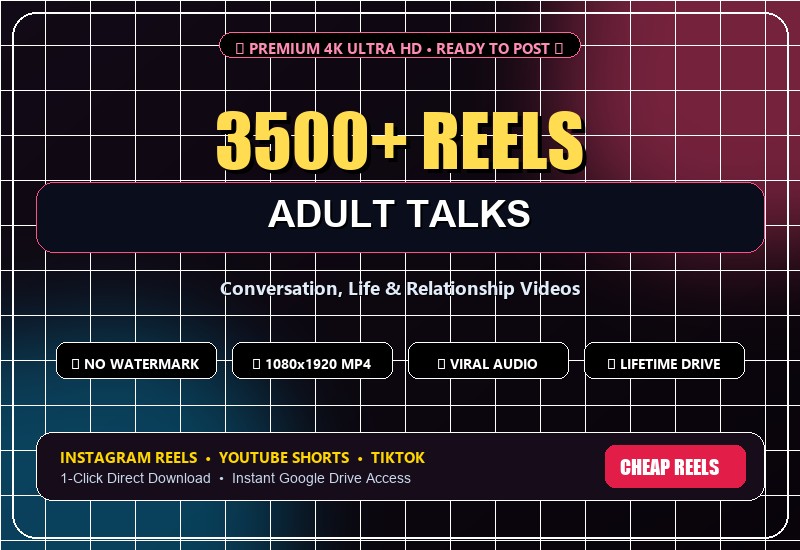 PREMIUM 4K ULTRA HD • READY TO POST
3500+ REELS
ADULT TALKS
Conversation, Life & Relationship Videos
NO WATERMARK
1080x1920 MP4
VIRAL AUDIO
LIFETIME DRIVE
INSTAGRAM REELS • YOUTUBE SHORTS • TIKTOK
1-Click Direct Download • Instant Google Drive Access
CHEAP REELS